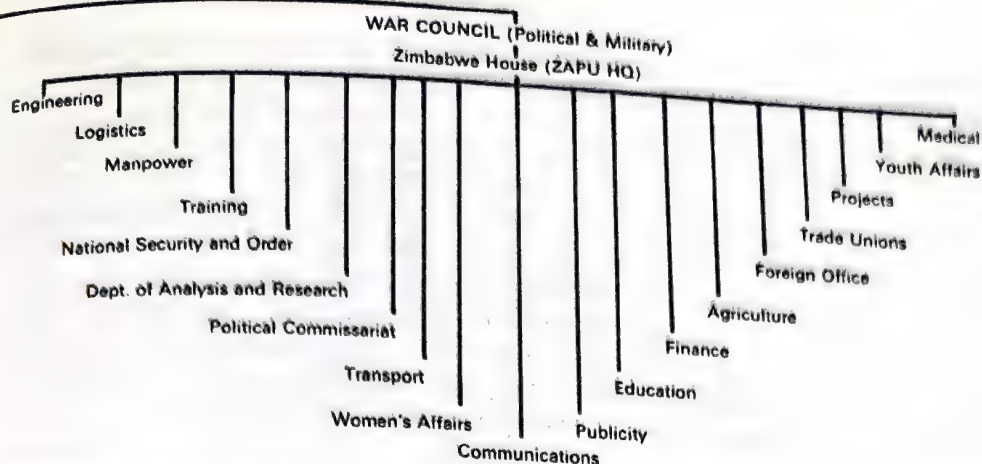 WAR COUNCIL (Political & Military)
Zimbabwe House (ZAPU HQ)
Engineering
Logistics
Manpower
Training
National Security and Order
Dept. of Analysis and Research
Political Commissariat
Transport
Women's Affairs
Communications
Publicity
Education
Finance
Agriculture
Foreign Office
Trade Unions
Projects
Youth Affairs
Medical